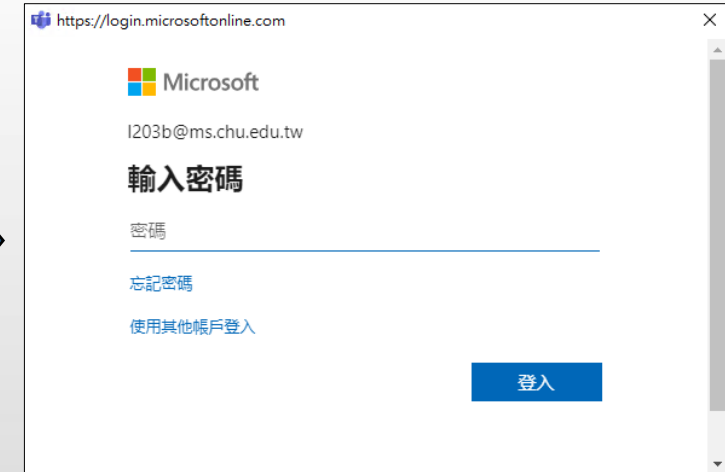 https://login.microsoftonline.com
Microsoft
l203b@ms.chu.edu.tw
輸入密碼
密碼
忘記密碼
使用其他帳戶登入
登入